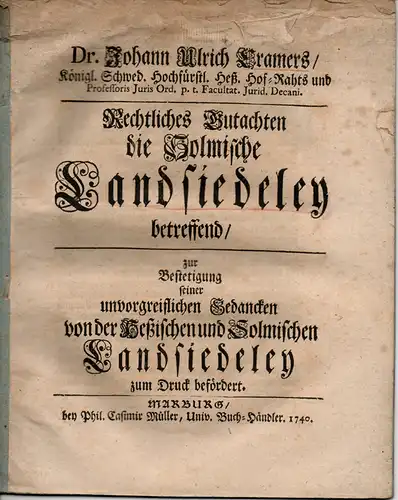 Dr. Johann Ulrich Cramers/
Königl. Schwed. Hochfürstl. Heß. Hof-Rahts und
Professoris Juris Ord. p. t. Facultat. Jurid. Decani.
Rechtliches Gutachten
die Solmische
Landsiedeley
betreffend/
zur
Bestetigung
seiner
unvorgreiflichen Gedancken
von der Heßischen und Solmischen
Landsiedeley
zum Druck befördert.
MARBURG/
bey Phil. Casimir Müller, Univ. Buch-Händler. 1740.